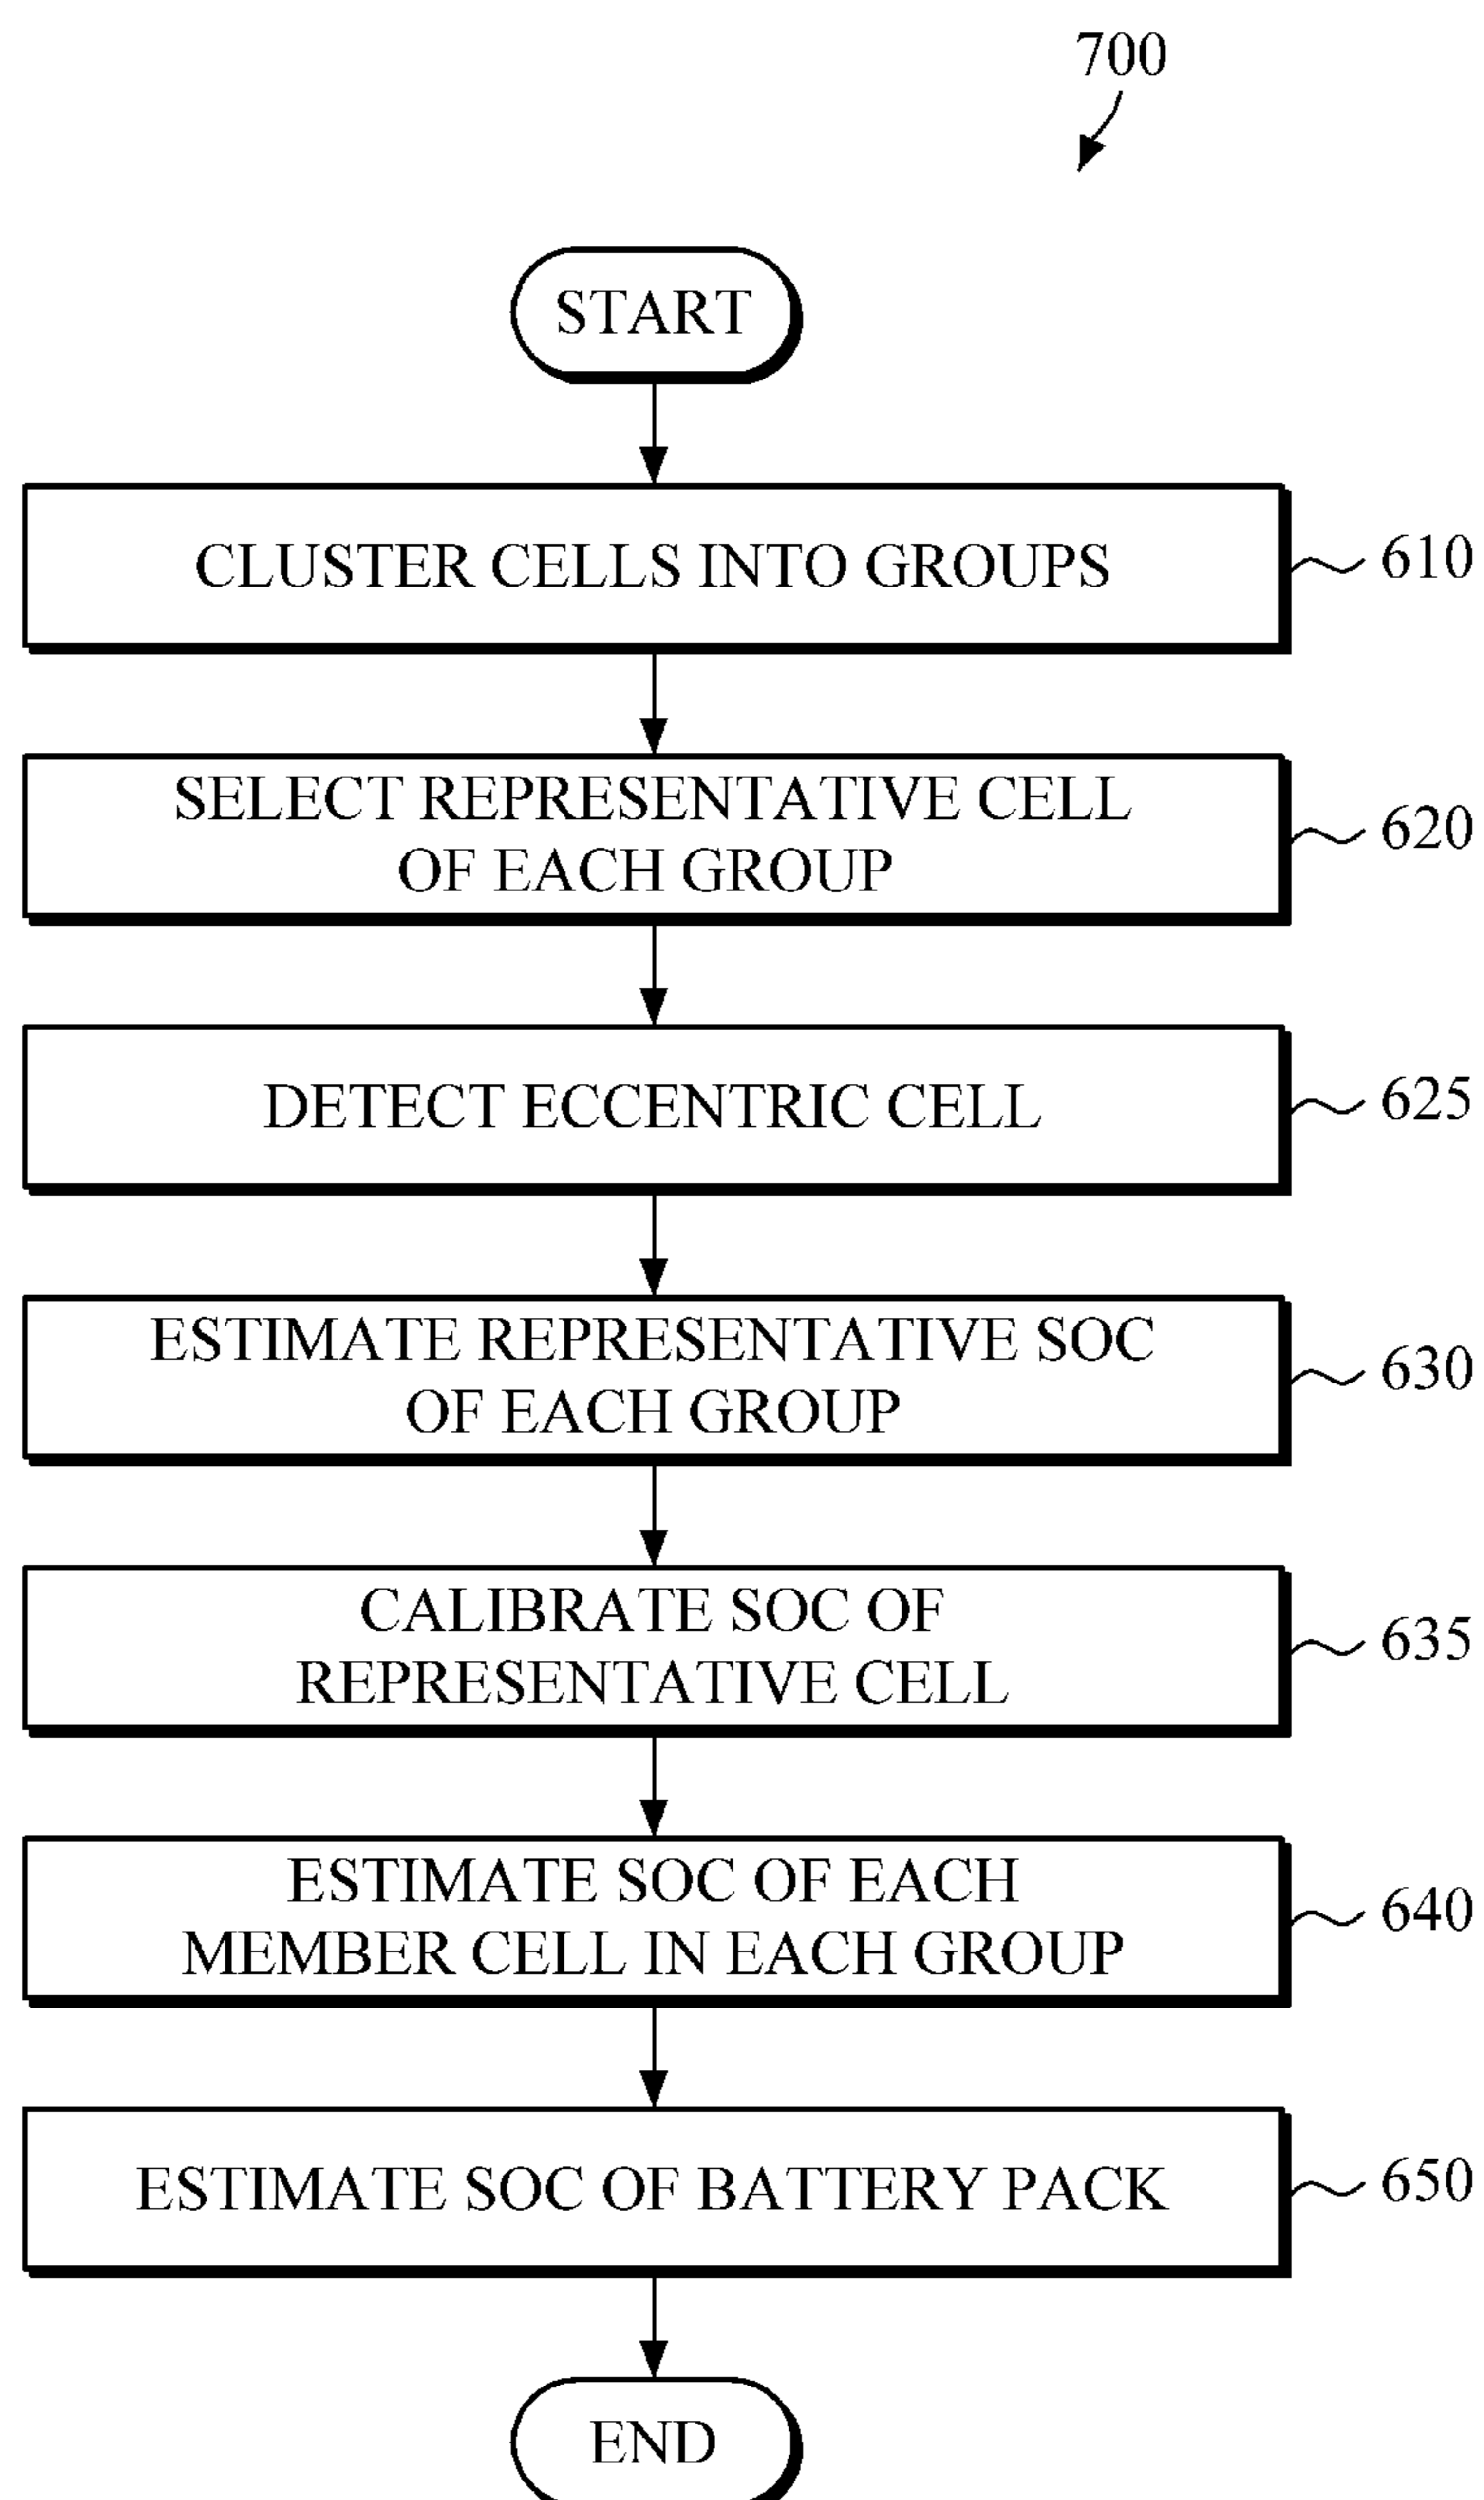 700
START
CLUSTER CELLS INTO GROUPS
610
SELECT REPRESENTATIVE CELL
OF EACH GROUP
620
DETECT ECCENTRIC CELL
625
ESTIMATE REPRESENTATIVE SOC
OF EACH GROUP
630
CALIBRATE SOC OF
REPRESENTATIVE CELL
635
ESTIMATE SOC OF EACH
MEMBER CELL IN EACH GROUP
640
ESTIMATE SOC OF BATTERY PACK
650
END